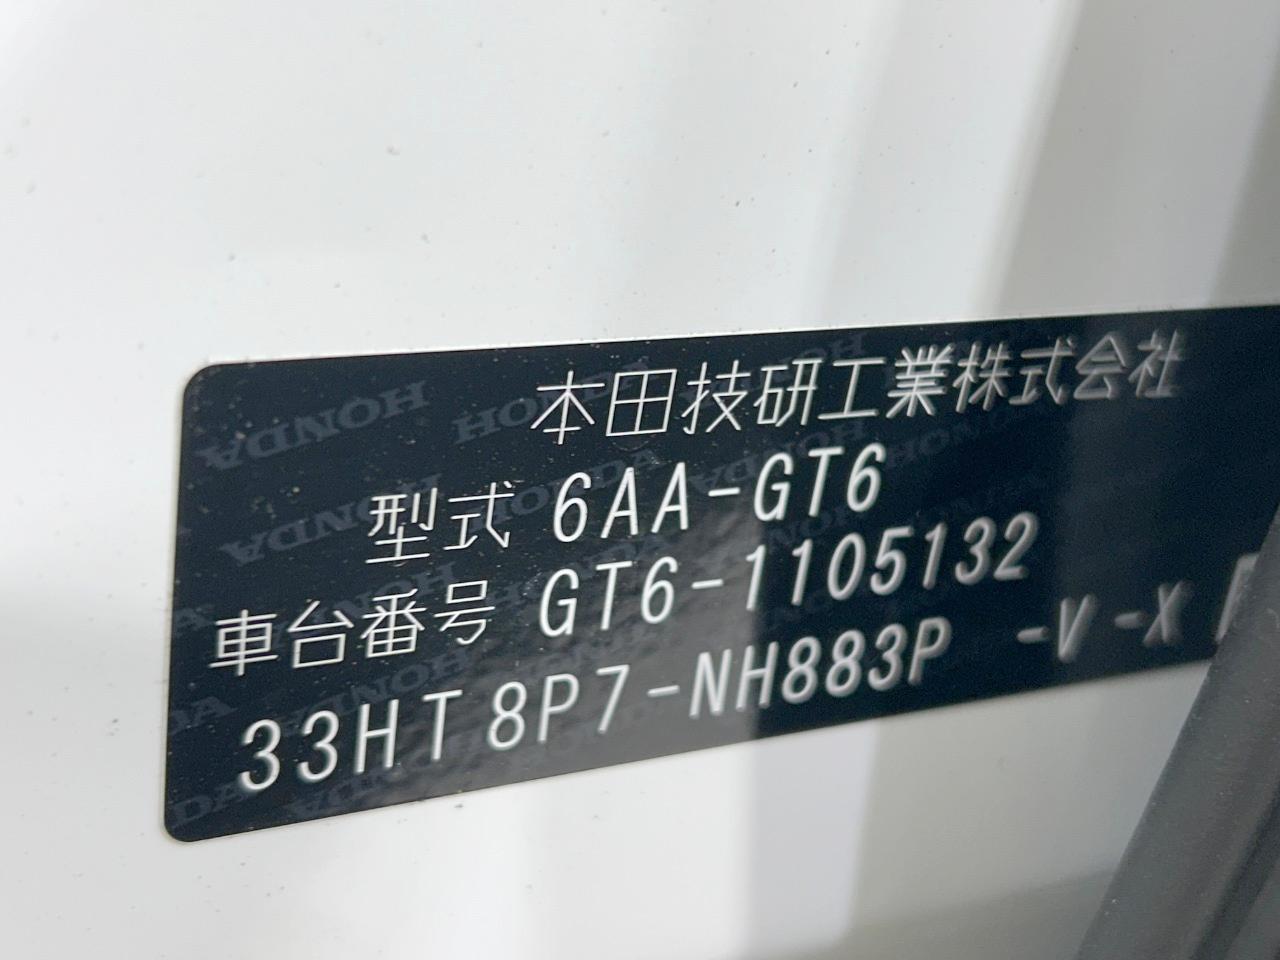 本田技研工業株式会社
型式 6AA-GT6
車台番号 GT6-1105132
33HT 8P7-NH883P -V-X